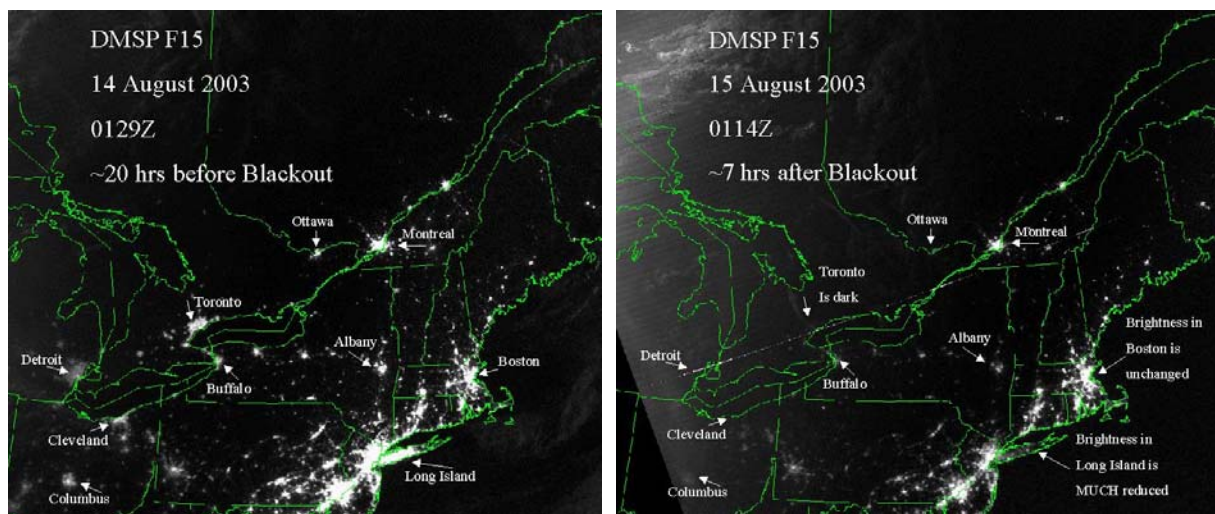 DMSP F15
14 August 2003
0129Z
~20 hrs before Blackout
Ottawa
Montreal
Toronto
Detroit
Albany
Boston
Buffalo
Cleveland
Long Island
Columbus
DMSP F15
15 August 2003
0114Z
~7 hrs after Blackout
Ottawa
Montreal
Toronto
Is dark
Detroit
Albany
Brightness in
Boston is
unchanged
Buffalo
Cleveland
Brightness in
Long Island is
MUCH reduced
Columbus